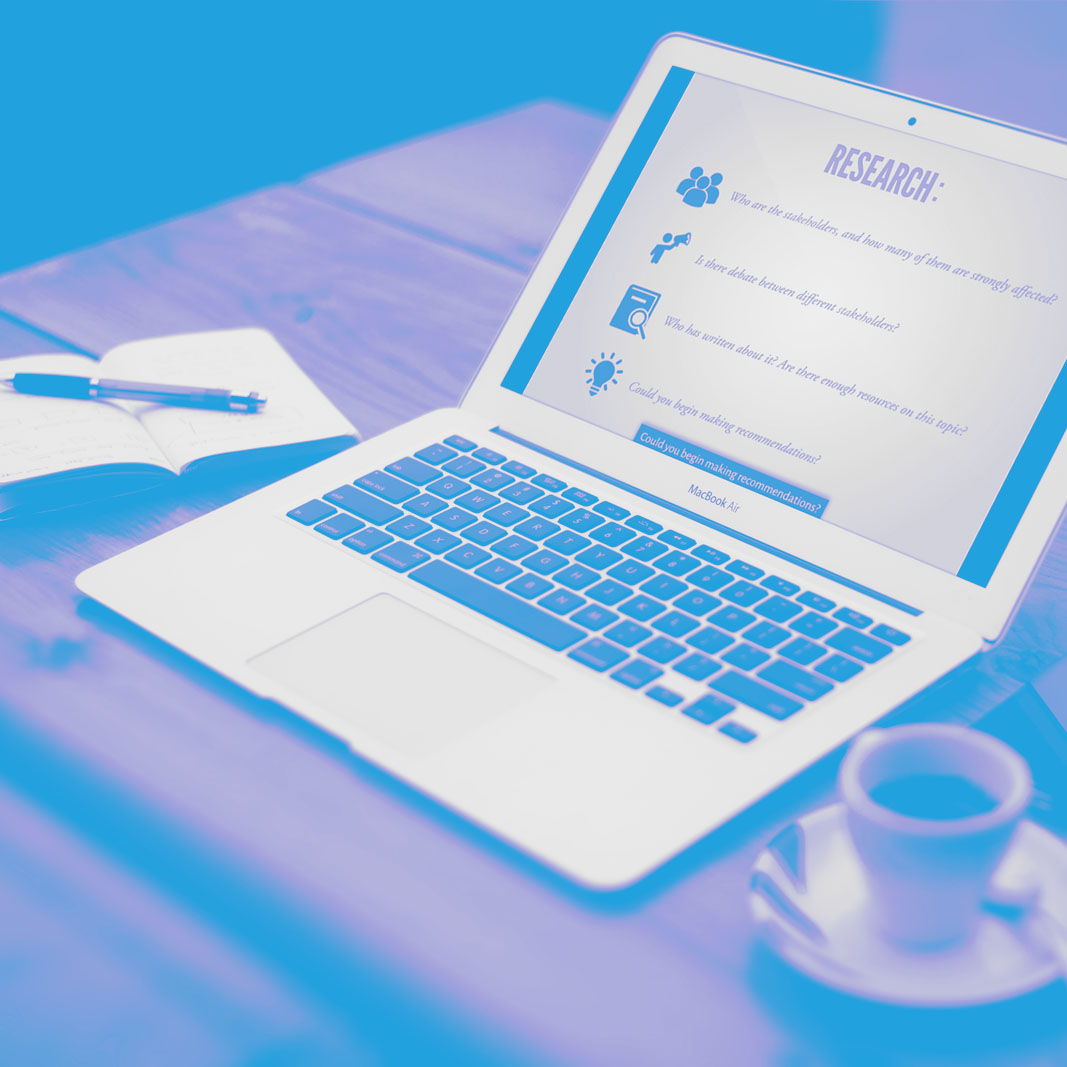 RESEARCH:
Who are the stakeholders, and how many of them are strongly affected?
Is there debate between different stakeholders?
Who has written about it? Are there enough resources on this topic?
Could you begin making recommendations?
Could you begin making recommendations?
MacBook Air